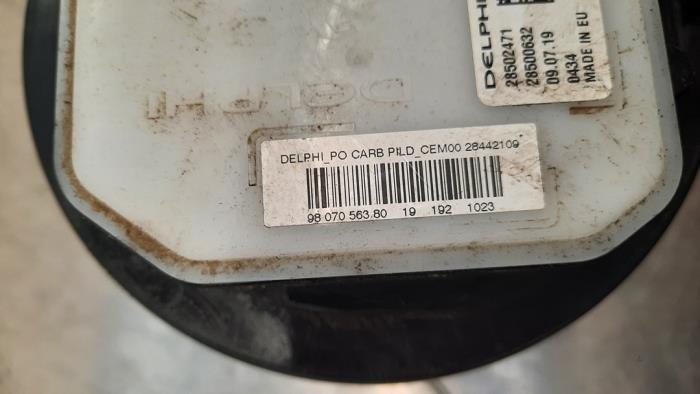 DELPHI
28502471
28500632
09.07.19
0434
MADE IN EU
DELPHI
DELPHI_PO CARB PILD_CEM00 28442109
98 070 563 80 19 192 1023